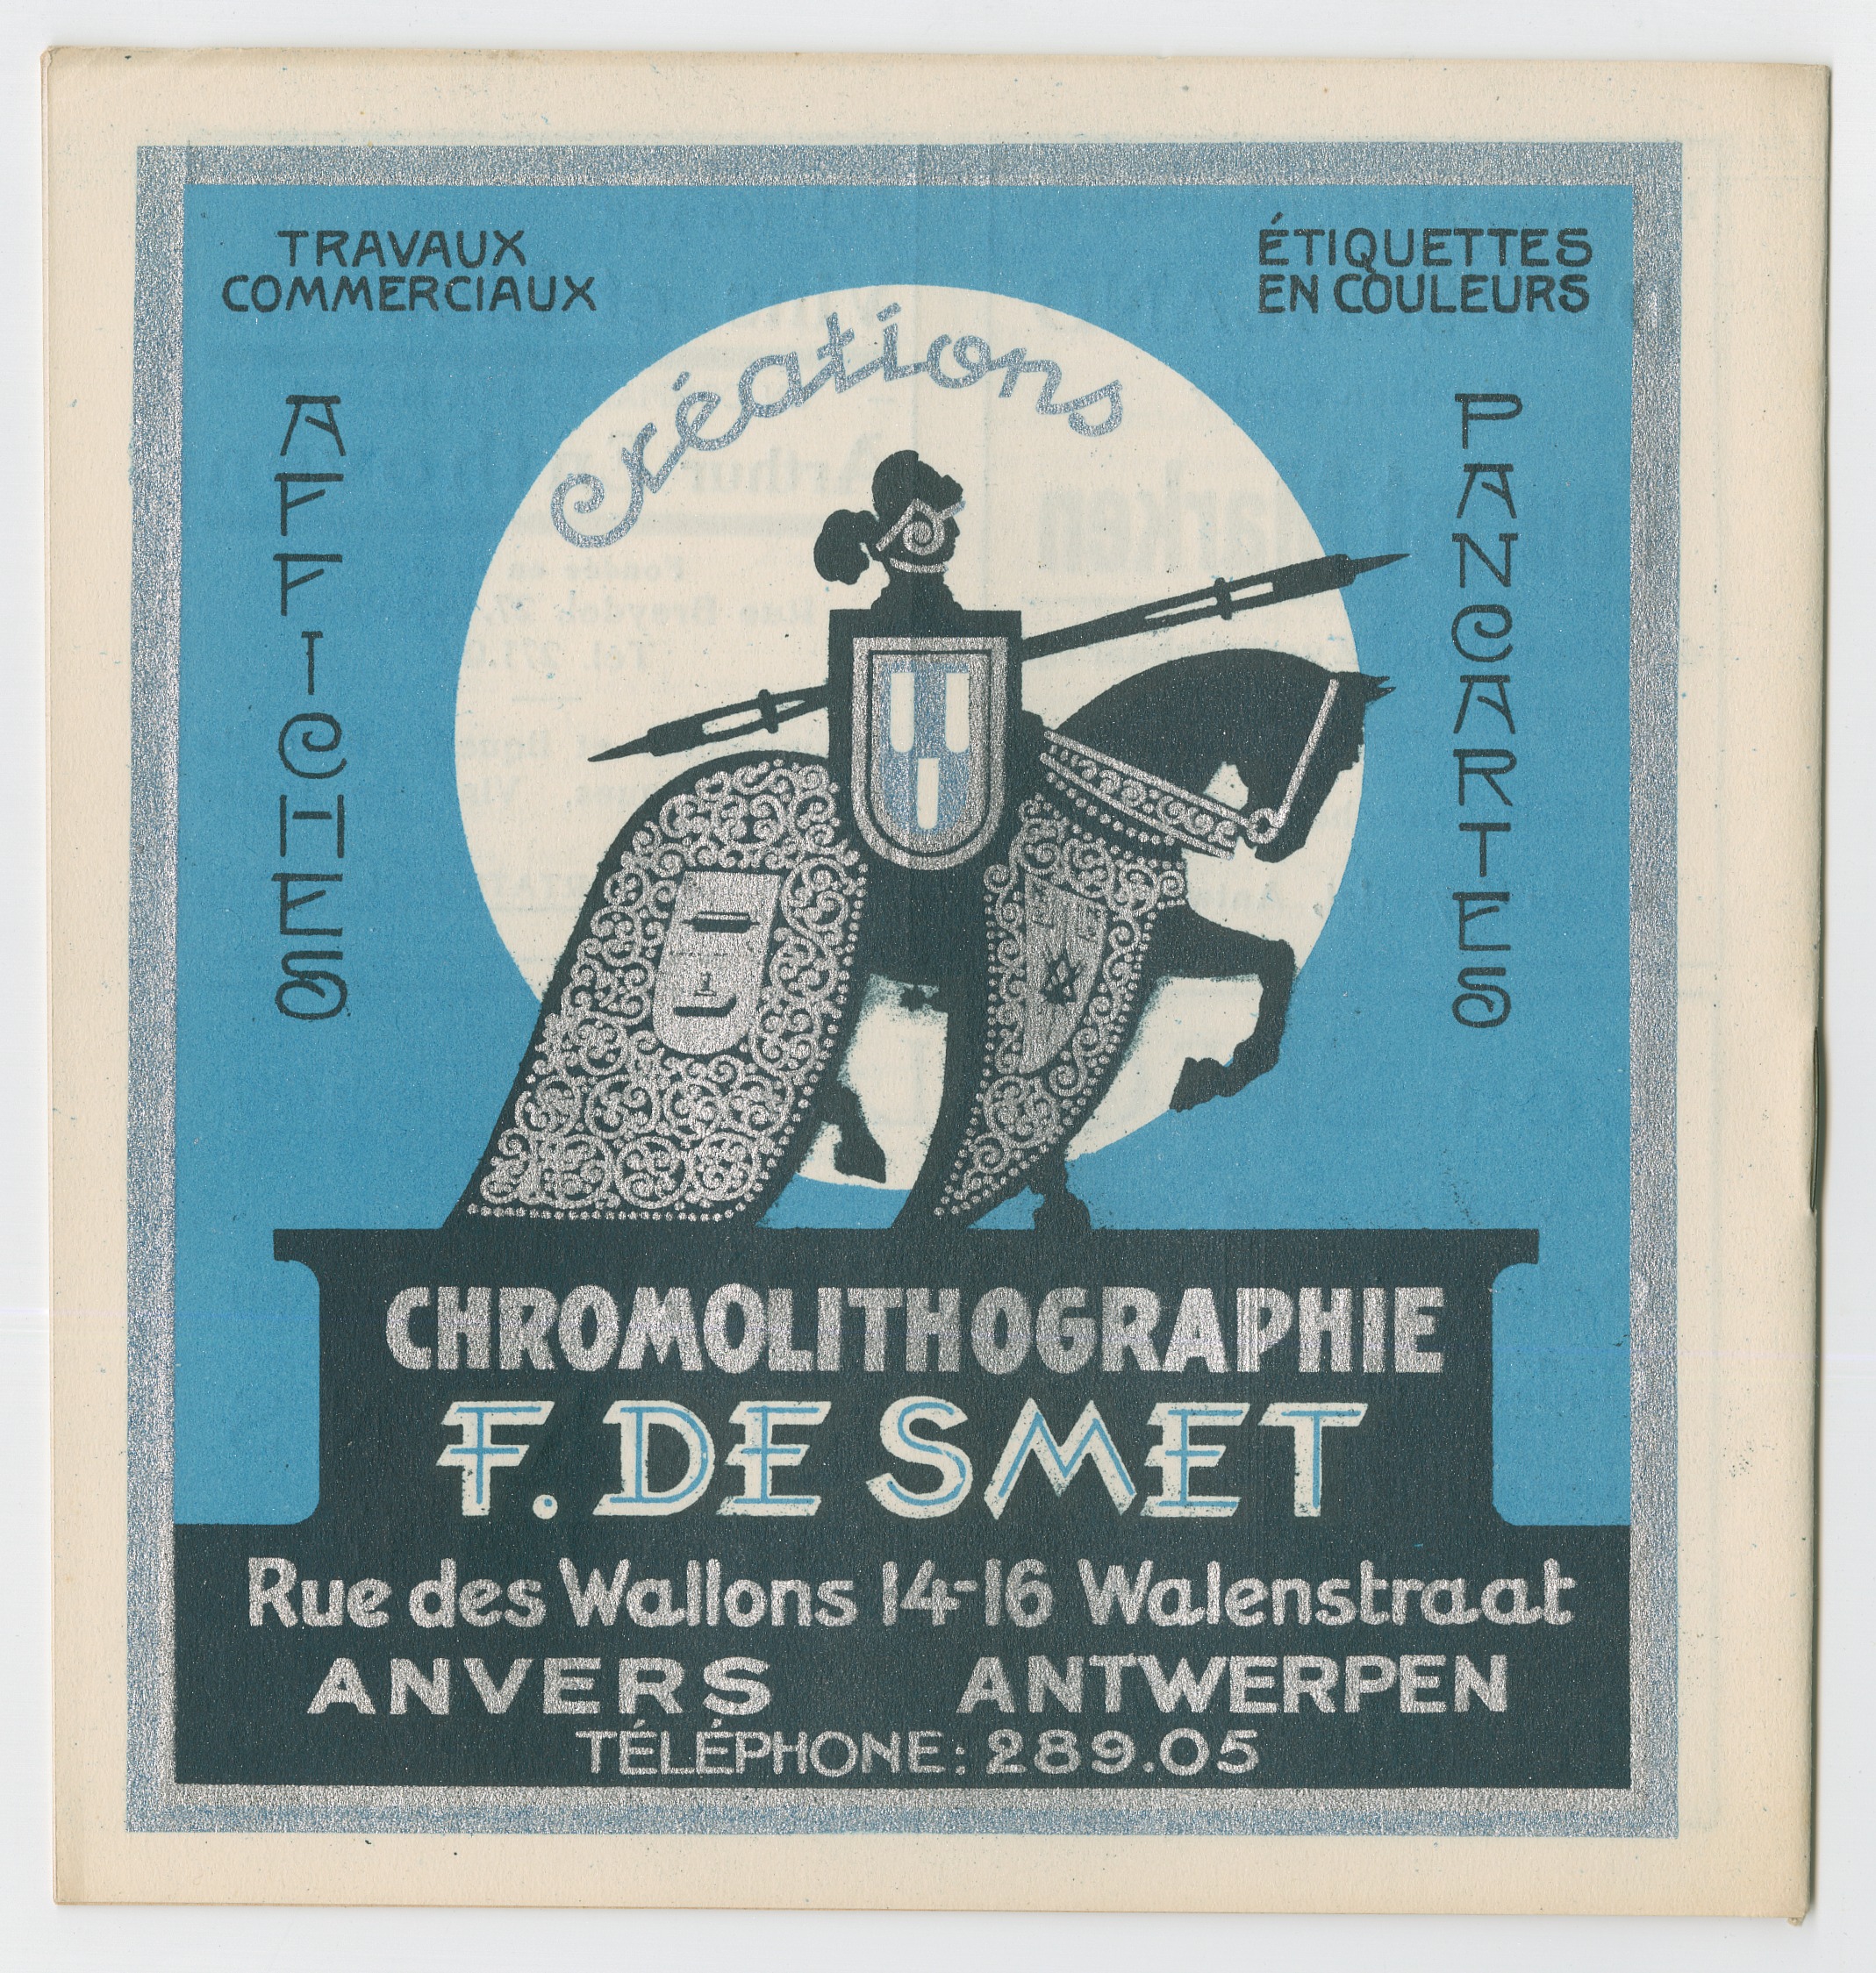 TRAVAUX
COMMERCIAUX
ÉTIQUETTES
EN COULEURS
Créations
AFFICHES
PANCARTES
CHROMOLITHOGRAPHIE
F. DE SMET
Rue des Wallons 14-16 Walenstraat
ANVERS ANTWERPEN
TÉLÉPHONE: 289.05